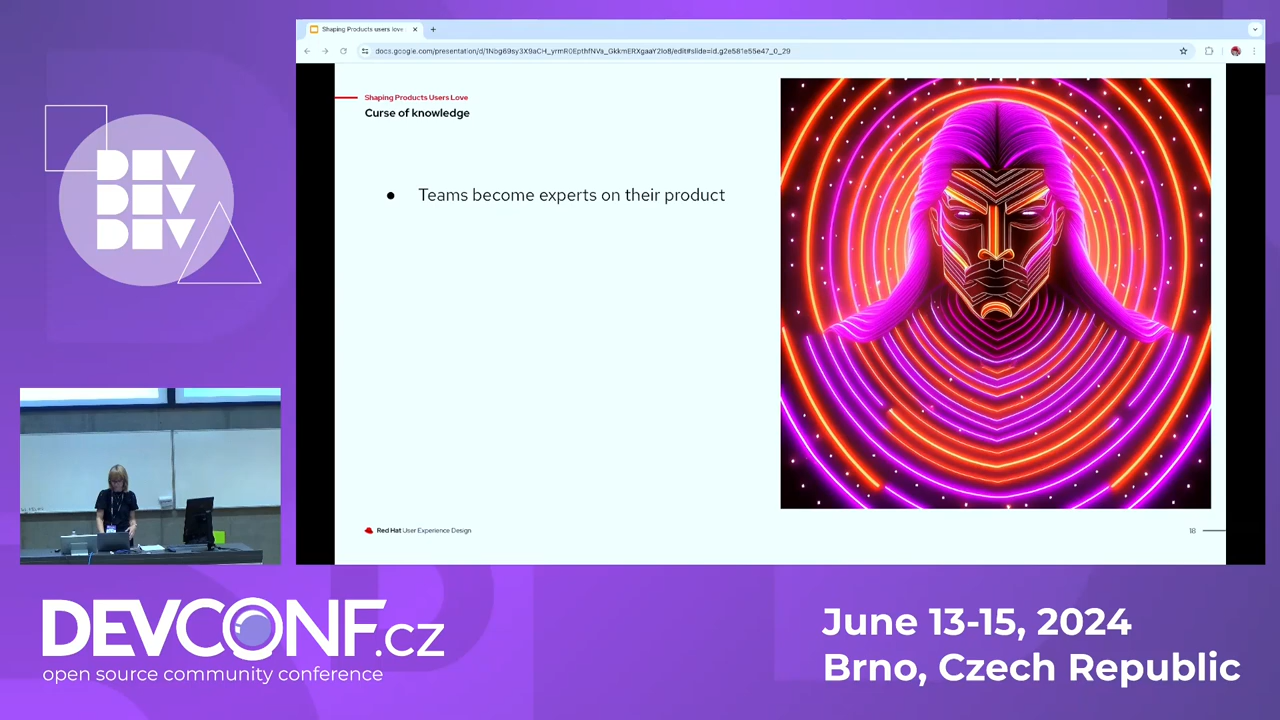 Shaping Products users love
docs.google.com/presentation/d/1Nbg69sy3X9aCH_yrmR0EpthfNVa_GkkmERXgaaY2Io8/edit#slide=id.g2e581e55e47_0_29
Shaping Products Users Love
Curse of knowledge
● Teams become experts on their product
Red Hat User Experience Design
18
DEV
DEV
DEV
DEVCONF.cz
open source community conference
June 13-15, 2024
Brno, Czech Republic